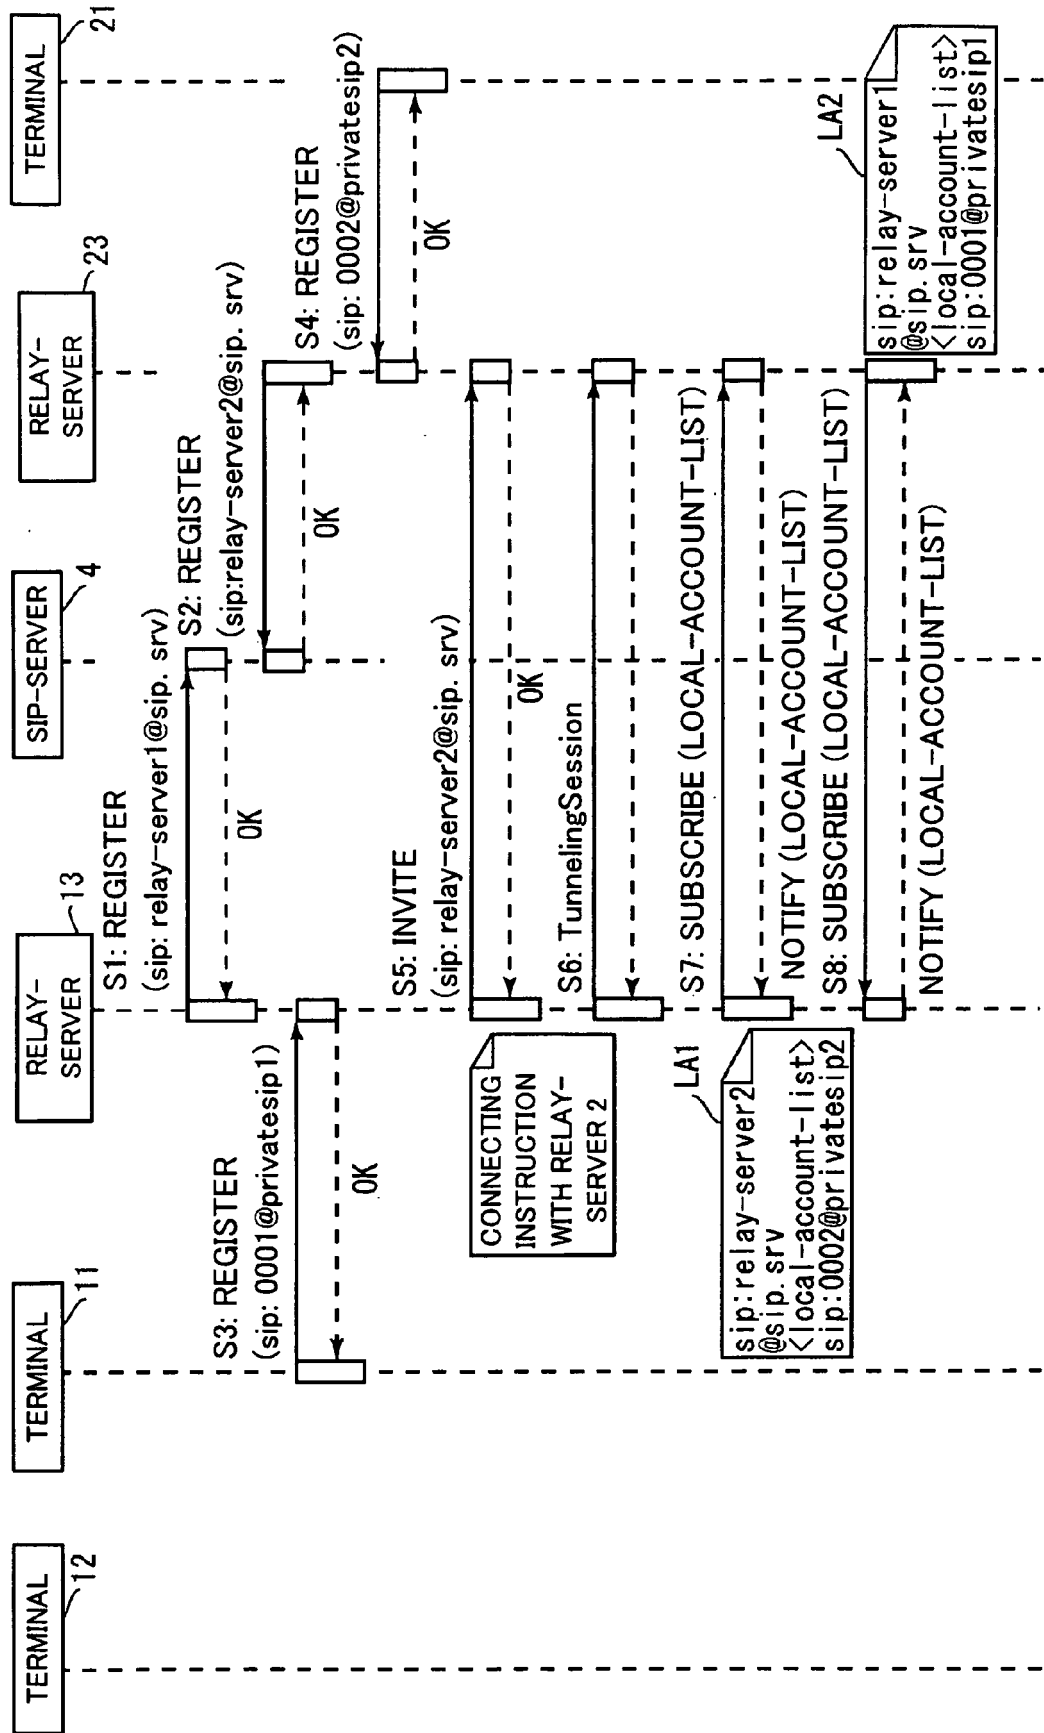 TERMINAL
12
TERMINAL
11
RELAY-
SERVER
13
SIP-SERVER
4
RELAY-
SERVER
23
TERMINAL
21
S1: REGISTER
(sip: relay-server1@sip. srv)
OK
S2: REGISTER
(sip:relay-server2@sip. srv)
OK
S3: REGISTER
(sip: 0001@privatesip1)
OK
S4: REGISTER
(sip: 0002@privatesip2)
OK
S5: INVITE
(sip: relay-server2@sip. srv)
OK
CONNECTING
INSTRUCTION
WITH RELAY-
SERVER 2
S6: TunnelingSession
S7: SUBSCRIBE (LOCAL-ACCOUNT-LIST)
NOTIFY (LOCAL-ACCOUNT-LIST)
LA1
sip:relay-server2
@sip.srv
<local-account-list>
sip:0002@privatesip2
S8: SUBSCRIBE (LOCAL-ACCOUNT-LIST)
NOTIFY (LOCAL-ACCOUNT-LIST)
LA2
sip:relay-server1
@sip.srv
<local-account-list>
sip:0001@privatesip1